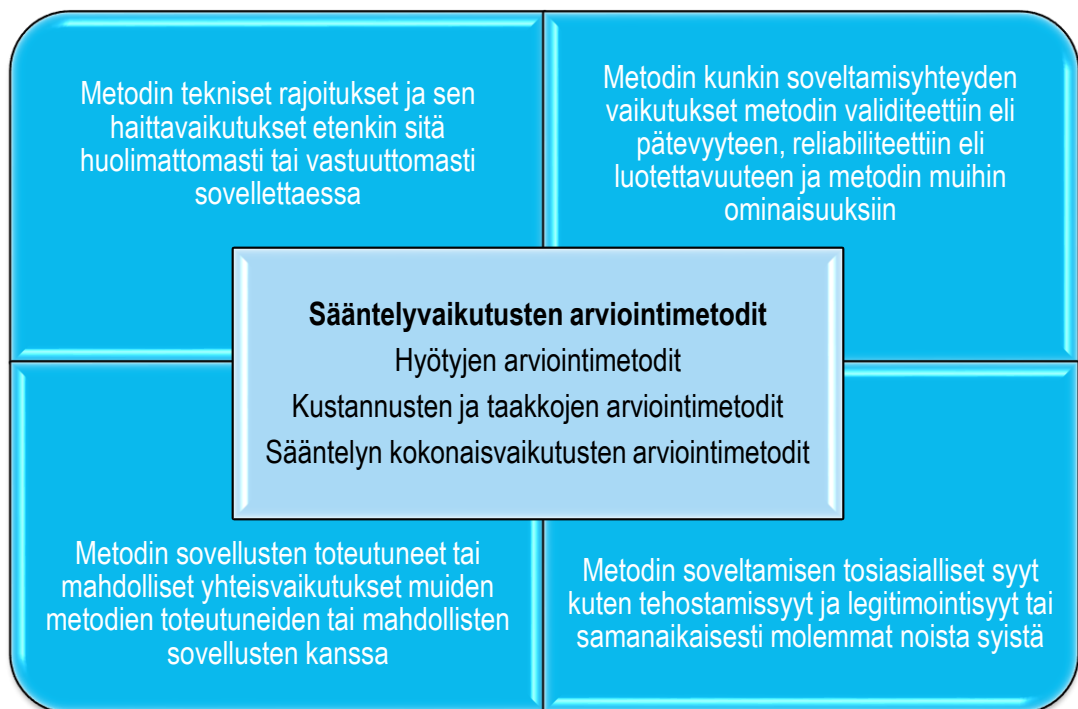 Metodin tekniset rajoitukset ja sen
haittavaikutukset etenkin sitä
huolimattomasti tai vastuuttomasti
sovellettaessa
Metodin kunkin soveltamisyhteyden
vaikutukset metodin validiteettiin eli
pätevyyteen, reliabiliteettiin eli
luotettavuuteen ja metodin muihin
ominaisuuksiin
Sääntelyvaikutusten arviointimetodit
Hyötyjen arviointimetodit
Kustannusten ja taakkojen arviointimetodit
Sääntelyn kokonaisvaikutusten arviointimetodit
Metodin sovellusten toteutuneet tai
mahdolliset yhteisvaikutukset muiden
metodien toteutuneiden tai mahdollisten
sovellusten kanssa
Metodin soveltamisen tosiasialliset syyt
kuten tehostamissyyt ja legitimointisyyt tai
samanaikaisesti molemmat noista syistä